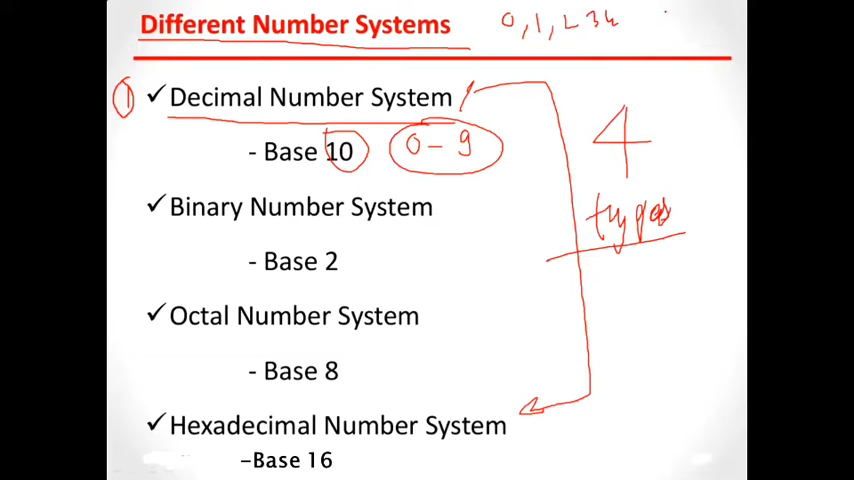 Different Number Systems 0, 1, 2 3 4
① ✓ Decimal Number System
- Base 10 0 - 9
4
✓ Binary Number System
types
- Base 2
✓ Octal Number System
- Base 8
✓ Hexadecimal Number System
-Base 16